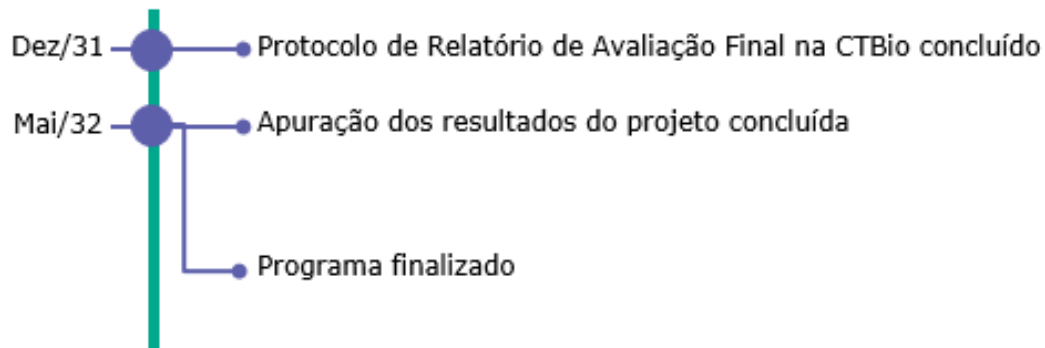 Dez/31 Protocolo de Relatório de Avaliação Final na CTBio concluído
Mai/32 Apuração dos resultados do projeto concluída
Programa finalizado